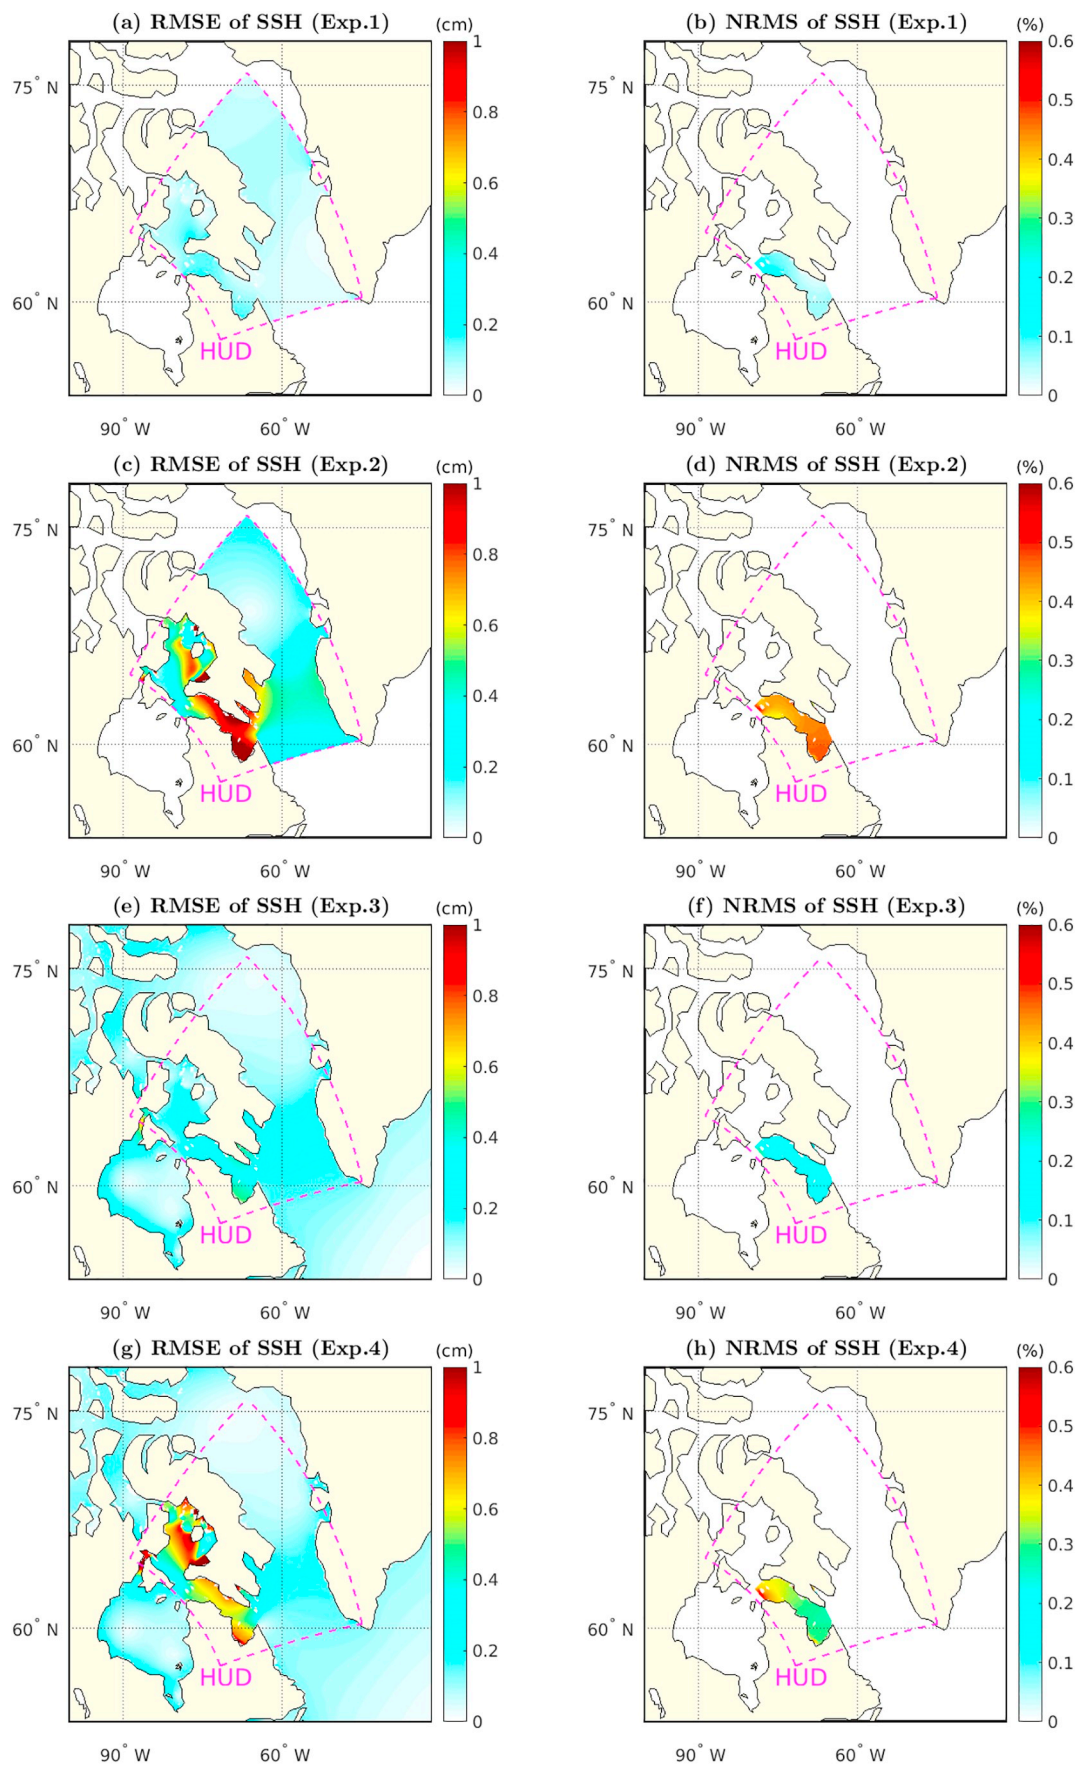 (a) RMSE of SSH (Exp.1) (cm)
1
0.8
0.6
0.4
0.2
0
75° N
60° N
90° W 60° W
HUD
(b) NRMS of SSH (Exp.1) (%)
0.6
0.5
0.4
0.3
0.2
0.1
0
75° N
60° N
90° W 60° W
HUD
(c) RMSE of SSH (Exp.2) (cm)
1
0.8
0.6
0.4
0.2
0
75° N
60° N
90° W 60° W
HUD
(d) NRMS of SSH (Exp.2) (%)
0.6
0.5
0.4
0.3
0.2
0.1
0
75° N
60° N
90° W 60° W
HUD
(e) RMSE of SSH (Exp.3) (cm)
1
0.8
0.6
0.4
0.2
0
75° N
60° N
90° W 60° W
HUD
(f) NRMS of SSH (Exp.3) (%)
0.6
0.5
0.4
0.3
0.2
0.1
0
75° N
60° N
90° W 60° W
HUD
(g) RMSE of SSH (Exp.4) (cm)
1
0.8
0.6
0.4
0.2
0
75° N
60° N
90° W 60° W
HUD
(h) NRMS of SSH (Exp.4) (%)
0.6
0.5
0.4
0.3
0.2
0.1
0
75° N
60° N
90° W 60° W
HUD